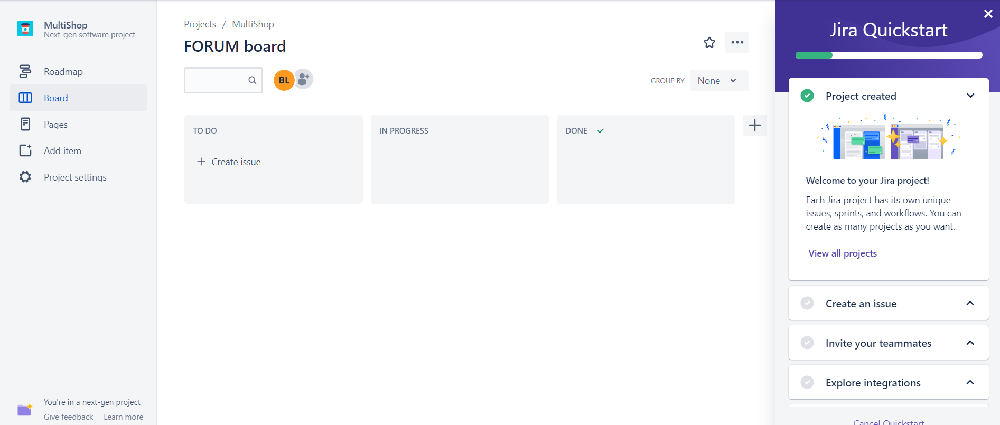 MultiShop
Next-gen software project
Roadmap
Board
Pages
Add item
Project settings
You're in a next-gen project
Give feedback Learn more
Projects / MultiShop
FORUM board
BL
GROUP BY None
TO DO
Create issue
IN PROGRESS
DONE
Jira Quickstart
Project created
Welcome to your Jira project!
Each Jira project has its own unique
issues, sprints, and workflows. You can
create as many projects as you want.
View all projects
Create an issue
Invite your teammates
Explore integrations
Cancel Quickstart